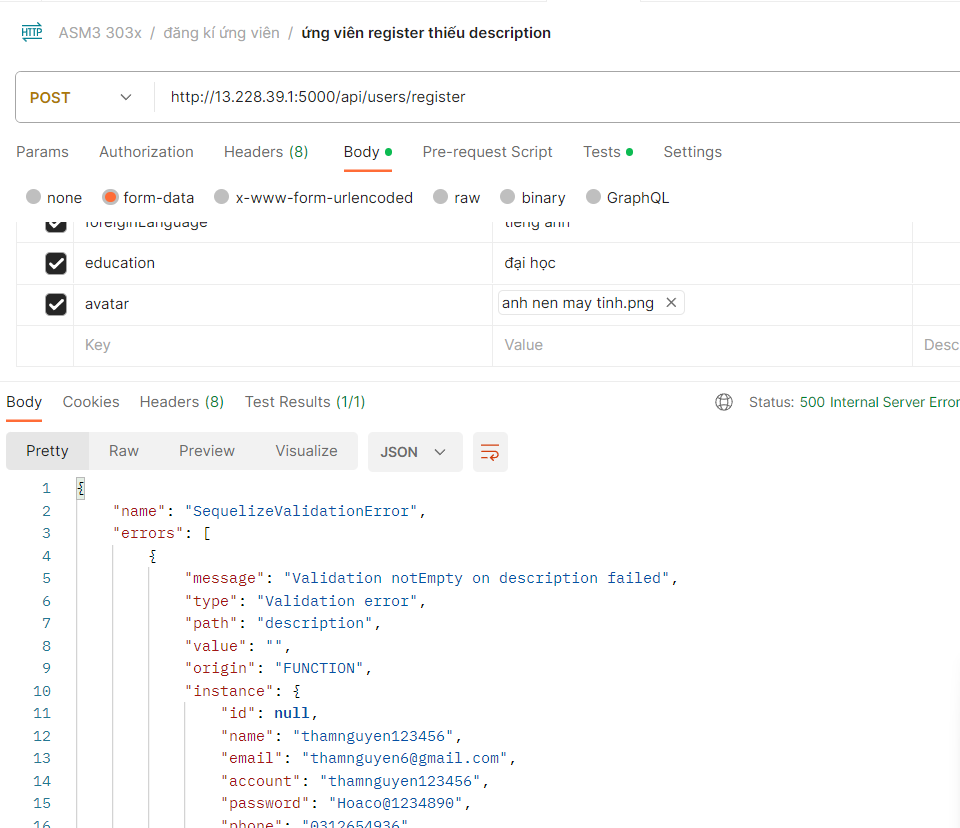 HTTP ASM3 303x / đăng kí ứng viên / ứng viên register thiếu description
POST http://13.228.39.1:5000/api/users/register
Params Authorization Headers (8) Body Pre-request Script Tests Settings
none form-data x-www-form-urlencoded raw binary GraphQL
foreiginLanguage tiếng anh
education đại học
avatar anh nen may tinh.png
Key Value Desc
Body Cookies Headers (8) Test Results (1/1) Status: 500 Internal Server Error
Pretty Raw Preview Visualize JSON
1 {
2 "name": "SequelizeValidationError",
3 "errors": [
4 {
5 "message": "Validation notEmpty on description failed",
6 "type": "Validation error",
7 "path": "description",
8 "value": "",
9 "origin": "FUNCTION",
10 "instance": {
11 "id": null,
12 "name": "thamnguyen123456",
13 "email": "thamnguyen6@gmail.com",
14 "account": "thamnguyen123456",
15 "password": "Hoaco@1234890",
16 "phone": "0312654936"